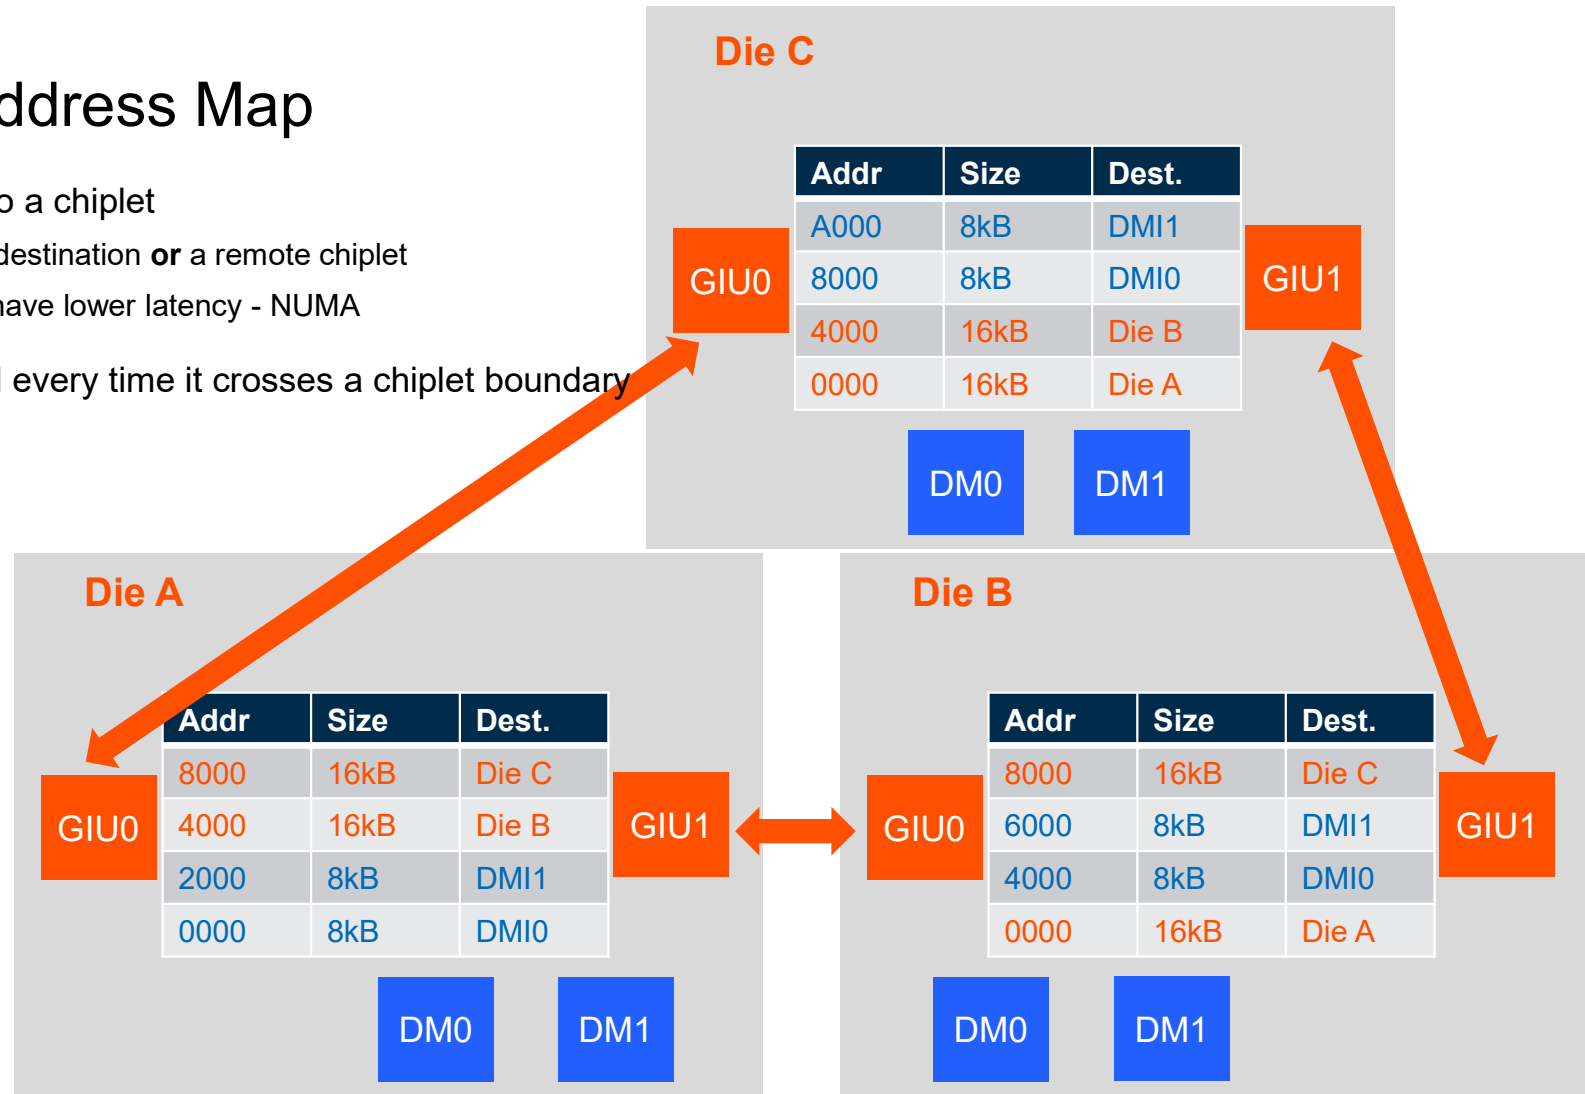 ddress Map
o a chiplet
destination or a remote chiplet
have lower latency - NUMA
every time it crosses a chiplet boundary
Die C
Addr Size Dest.
A000 8kB DMI1
8000 8kB DMI0
4000 16kB Die B
0000 16kB Die A
GIU0
GIU1
DM0
DM1
Die A
Addr Size Dest.
8000 16kB Die C
4000 16kB Die B
2000 8kB DMI1
0000 8kB DMI0
GIU0
GIU1
DM0
DM1
Die B
Addr Size Dest.
8000 16kB Die C
6000 8kB DMI1
4000 8kB DMI0
0000 16kB Die A
GIU0
GIU1
DM0
DM1